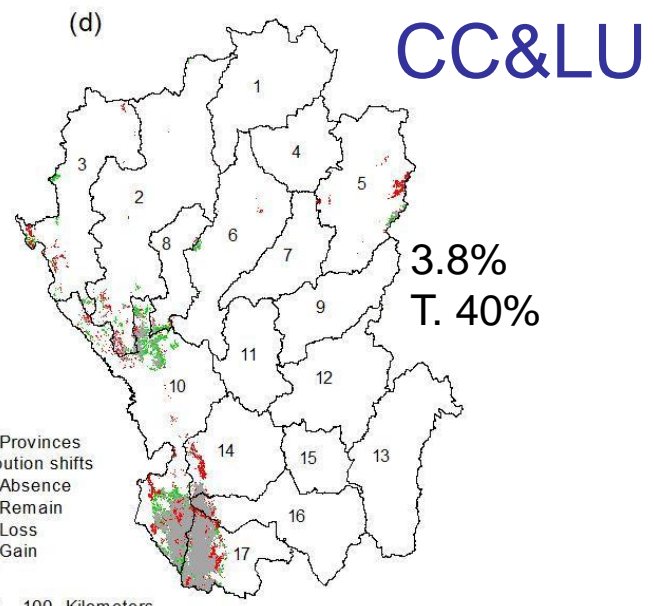 (d)
CC&LU
1
4
3
5
2
8
6
7
3.8%
T. 40%
9
11
12
10
14
15
13
16
17
Provinces
ution shifts
Absence
Remain
Loss
Gain
100 Kilometers